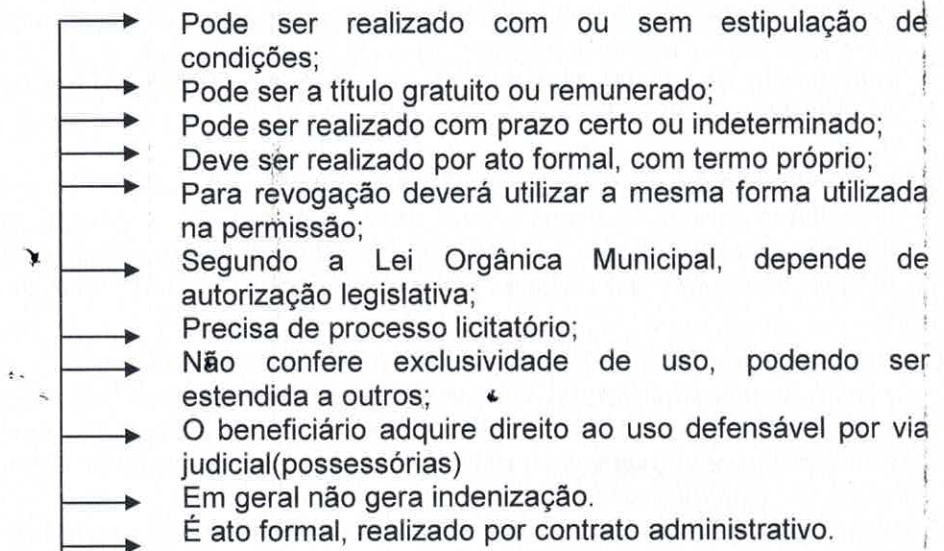 Pode ser realizado com ou sem estipulação de
condições;
Pode ser a título gratuito ou remunerado;
Pode ser realizado com prazo certo ou indeterminado;
Deve ser realizado por ato formal, com termo próprio;
Para revogação deverá utilizar a mesma forma utilizada
na permissão;
Segundo a Lei Orgânica Municipal, depende de
autorização legislativa;
Precisa de processo licitatório;
Não confere exclusividade de uso, podendo ser
estendida a outros;
O beneficiário adquire direito ao uso defensável por via
judicial(possessórias)
Em geral não gera indenização.
É ato formal, realizado por contrato administrativo.